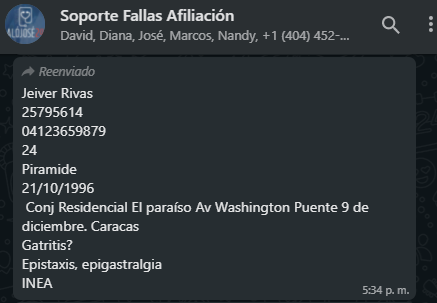 Soporte Fallas Afiliación
David, Diana, José, Marcos, Nandy, +1 (404) 452-...
Reenviado
Jeiver Rivas
25795614
04123659879
24
Piramide
21/10/1996
Conj Residencial El paraíso Av Washington Puente 9 de
diciembre. Caracas
Gatritis?
Epistaxis, epigastralgia
INEA
5:34 p. m.